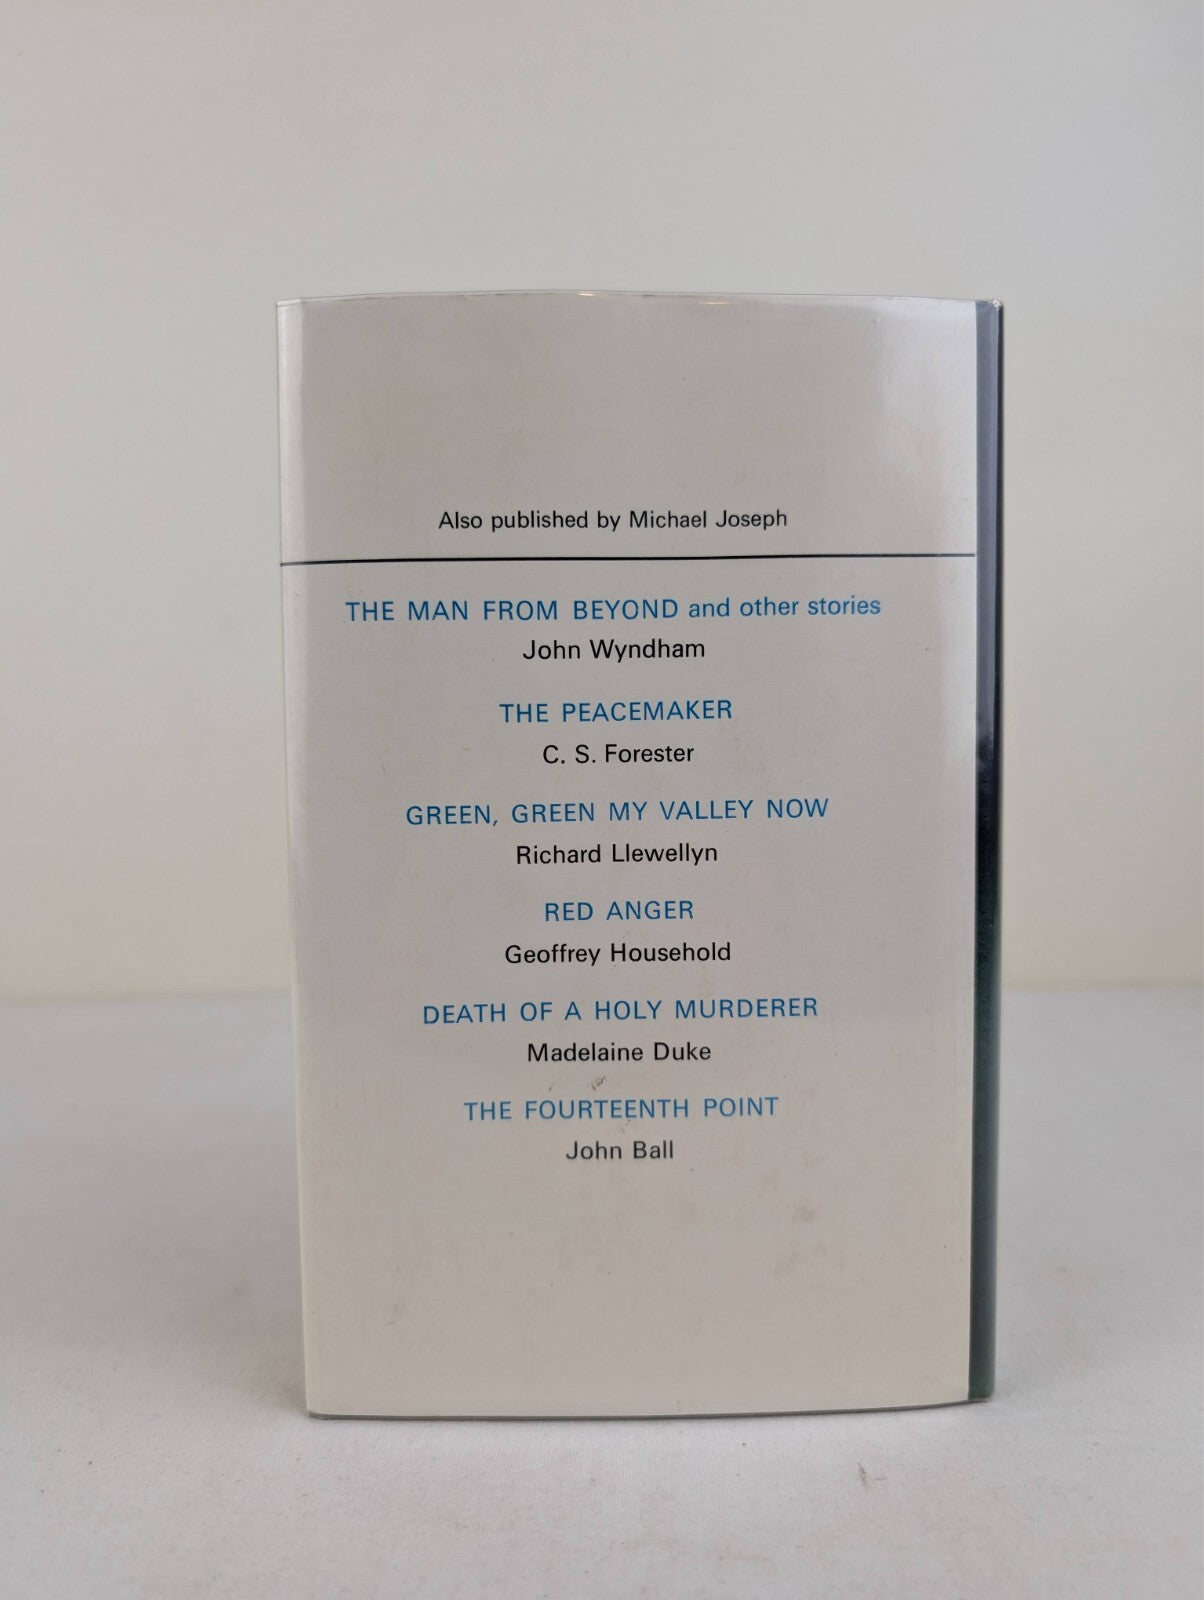 Also published by Michael Joseph
THE MAN FROM BEYOND and other stories
John Wyndham
THE PEACEMAKER
C. S. Forester
GREEN, GREEN MY VALLEY NOW
Richard Llewellyn
RED ANGER
Geoffrey Household
DEATH OF A HOLY MURDERER
Madelaine Duke
THE FOURTEENTH POINT
John Ball